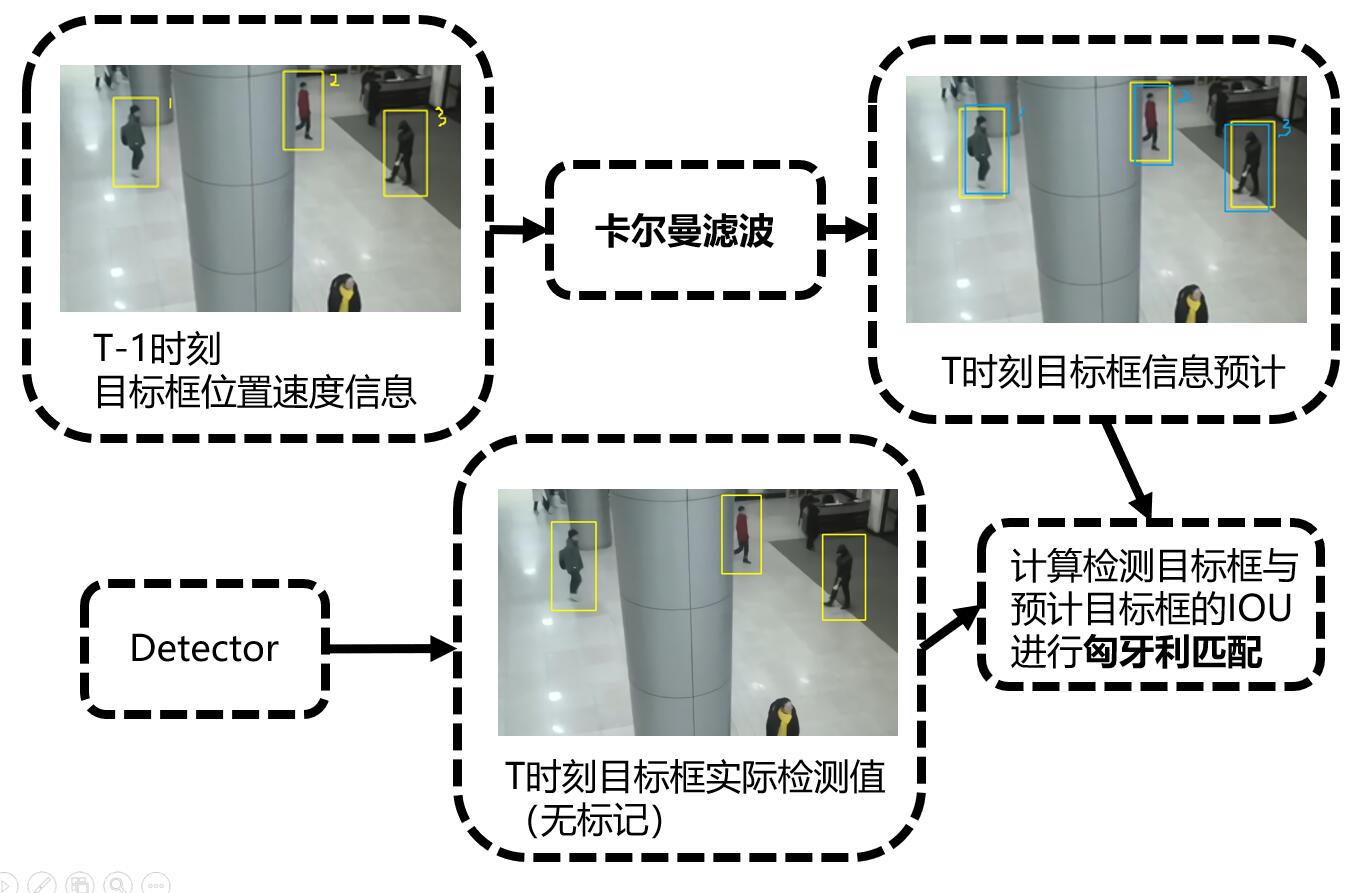 1
2
3
T-1时刻
目标框位置速度信息
卡尔曼滤波
1
2
3
T时刻目标框信息预计
Detector
T时刻目标框实际检测值
（无标记）
计算检测目标框与
预计目标框的IOU
进行匈牙利匹配